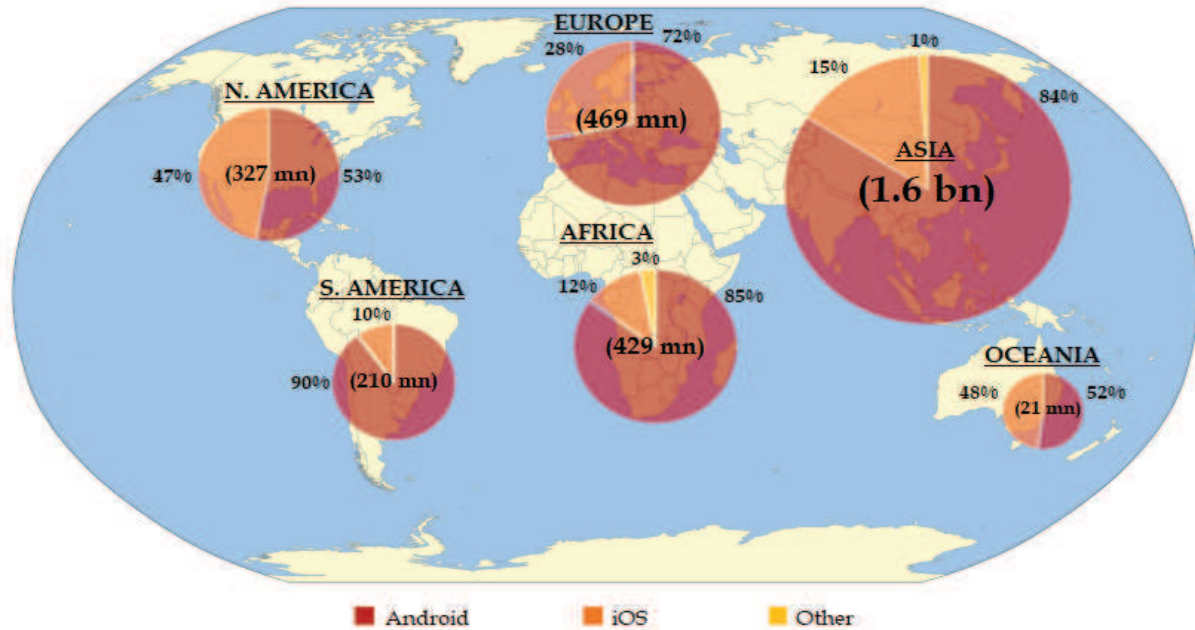 EUROPE
28%
72%
(469 mn)
N. AMERICA
47%
(327 mn)
53%
1%
15%
84%
ASIA
(1.6 bn)
AFRICA
3%
12%
85%
(429 mn)
S. AMERICA
10%
90%
(210 mn)
OCEANIA
48%
52%
(21 mn)
Android
iOS
Other